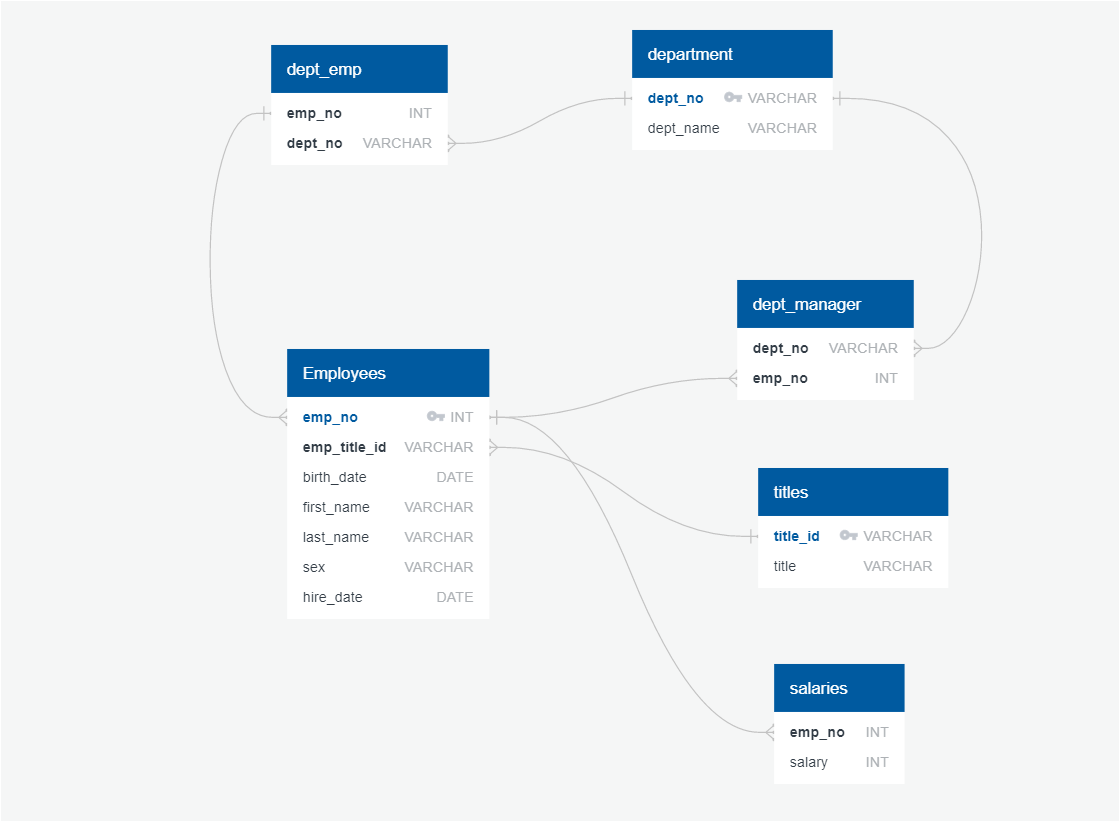 dept_emp
emp_no INT
dept_no VARCHAR
department
dept_no VARCHAR
dept_name VARCHAR
dept_manager
dept_no VARCHAR
emp_no INT
Employees
emp_no INT
emp_title_id VARCHAR
birth_date DATE
first_name VARCHAR
last_name VARCHAR
sex VARCHAR
hire_date DATE
titles
title_id VARCHAR
title VARCHAR
salaries
emp_no INT
salary INT